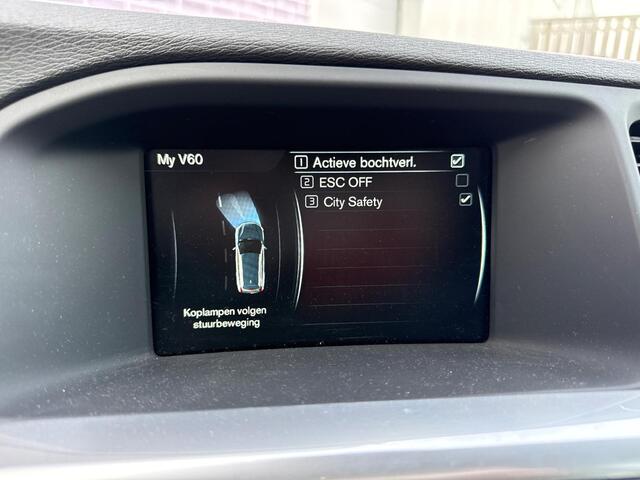 My V60
1 Actieve bochtverl.
2 ESC OFF
3 City Safety
Koplampen volgen
stuurbeweging